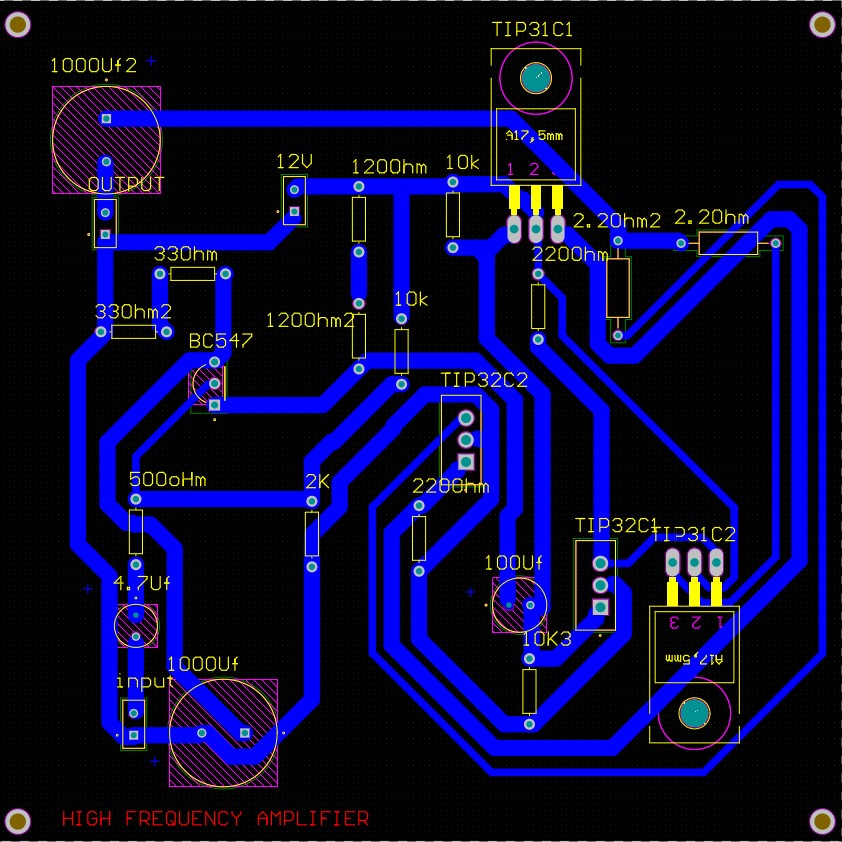 TIP31C1
1000Uf2
A17,5mm
12V
1200hm
10k
1 2
OUTPUT
2.20hm2
2.20hm
330hm
2200hm
10k
330hm2
1200hm2
BC547
TIP32C2
500oHm
2K
2200hm
TIP32C1
TIP31C2
100Uf
4.7Uf
1 2 3
10K3
1000Uf
A17,5mm
input
HIGH FREQUENCY AMPLIFIER